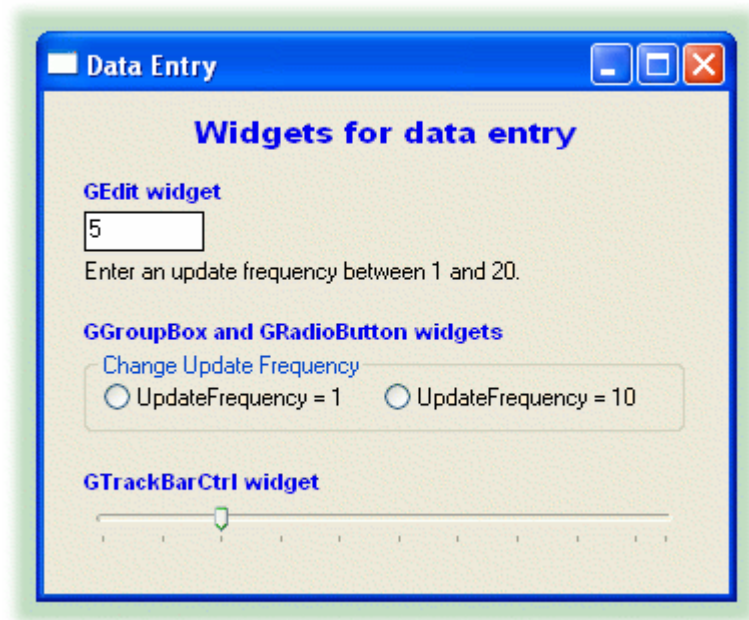 Data Entry
Widgets for data entry
GEdit widget
5
Enter an update frequency between 1 and 20.
GGroupBox and GRadioButton widgets
Change Update Frequency
UpdateFrequency = 1 UpdateFrequency = 10
GTrackBarCtrl widget